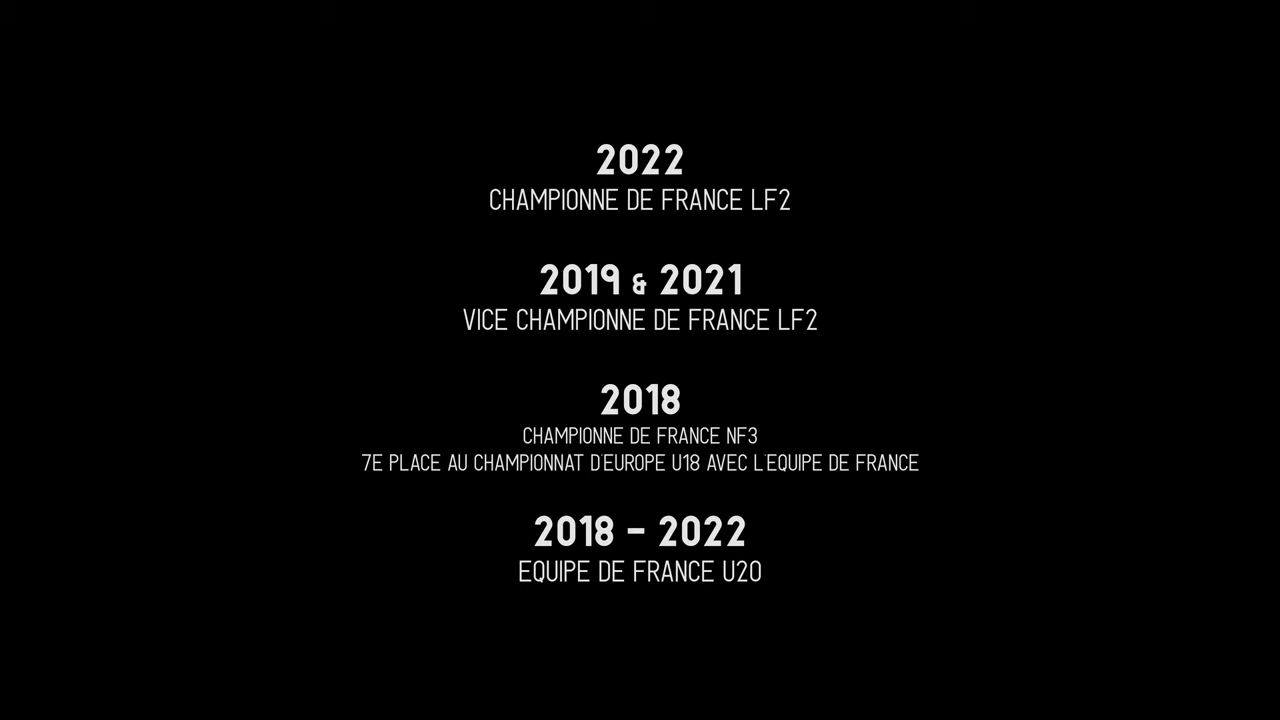 2022
CHAMPIONNE DE FRANCE LF2
2019 & 2021
VICE CHAMPIONNE DE FRANCE LF2
2018
CHAMPIONNE DE FRANCE NF3
7E PLACE AU CHAMPIONNAT D'EUROPE U18 AVEC L'EQUIPE DE FRANCE
2018 - 2022
EQUIPE DE FRANCE U20